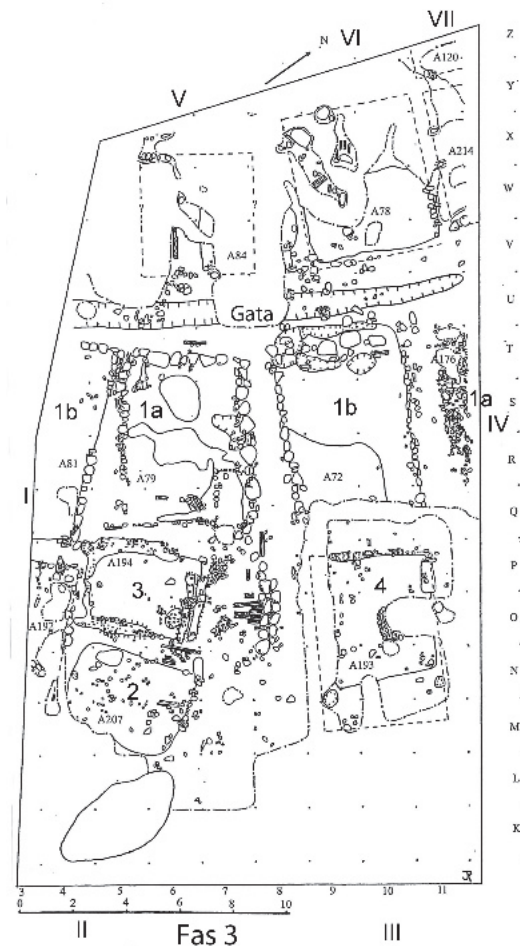 VII
Z
N
VI
A120
Y
V
X
A214
W
A78
V
A84
U
Gata
T
A176
1b
1a
1b
S
1a
IV
A81
A79
A72
R
I
Q
A194
P
3
4
O
A193
N
2
A207
M
L
K
3 4 5 6 7 8 10 9 10 11
0 2 4 6 8 10
II
Fas 3
III